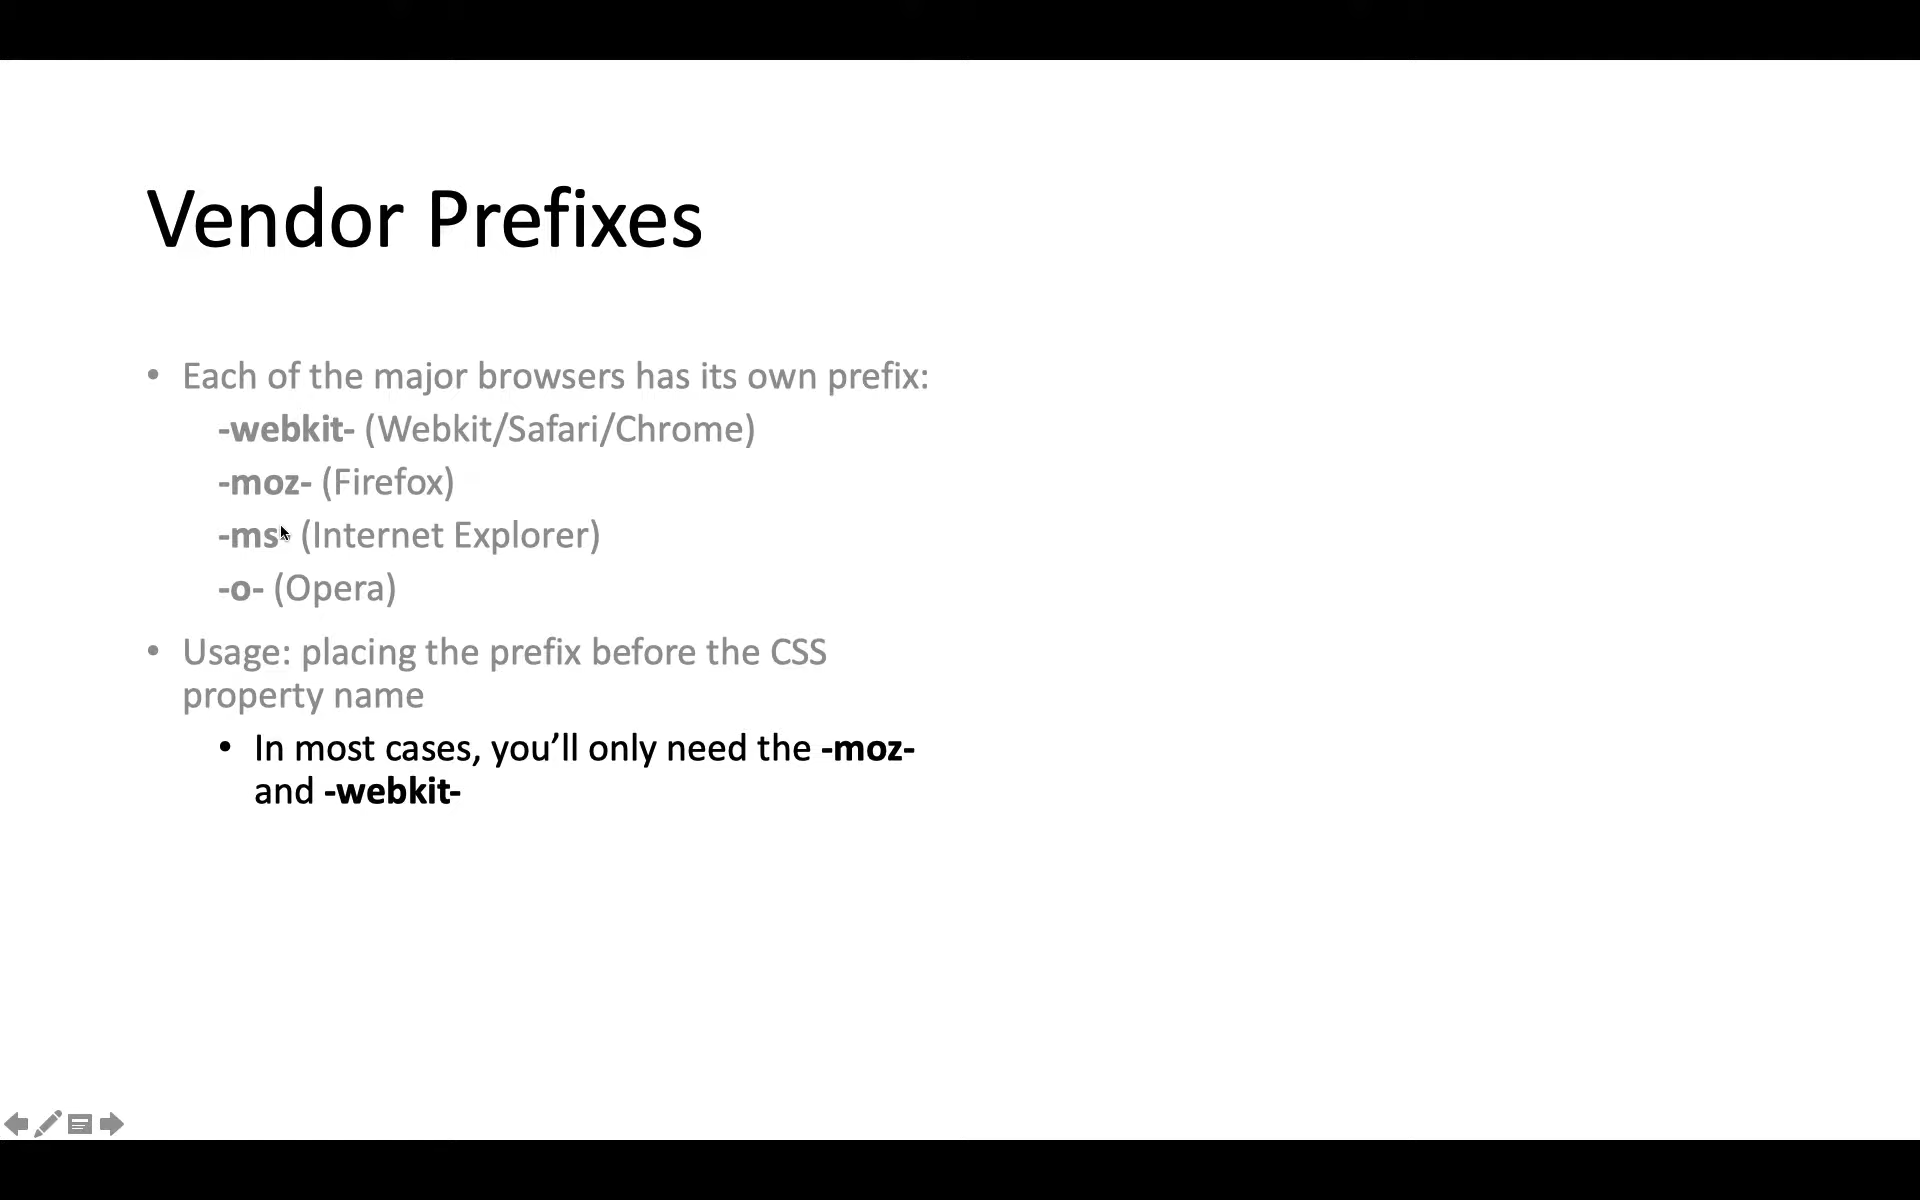 Vendor Prefixes
• Each of the major browsers has its own prefix:
-webkit- (Webkit/Safari/Chrome)
-moz- (Firefox)
-ms- (Internet Explorer)
-o- (Opera)
• Usage: placing the prefix before the CSS
property name
• In most cases, you’ll only need the -moz-
and -webkit-